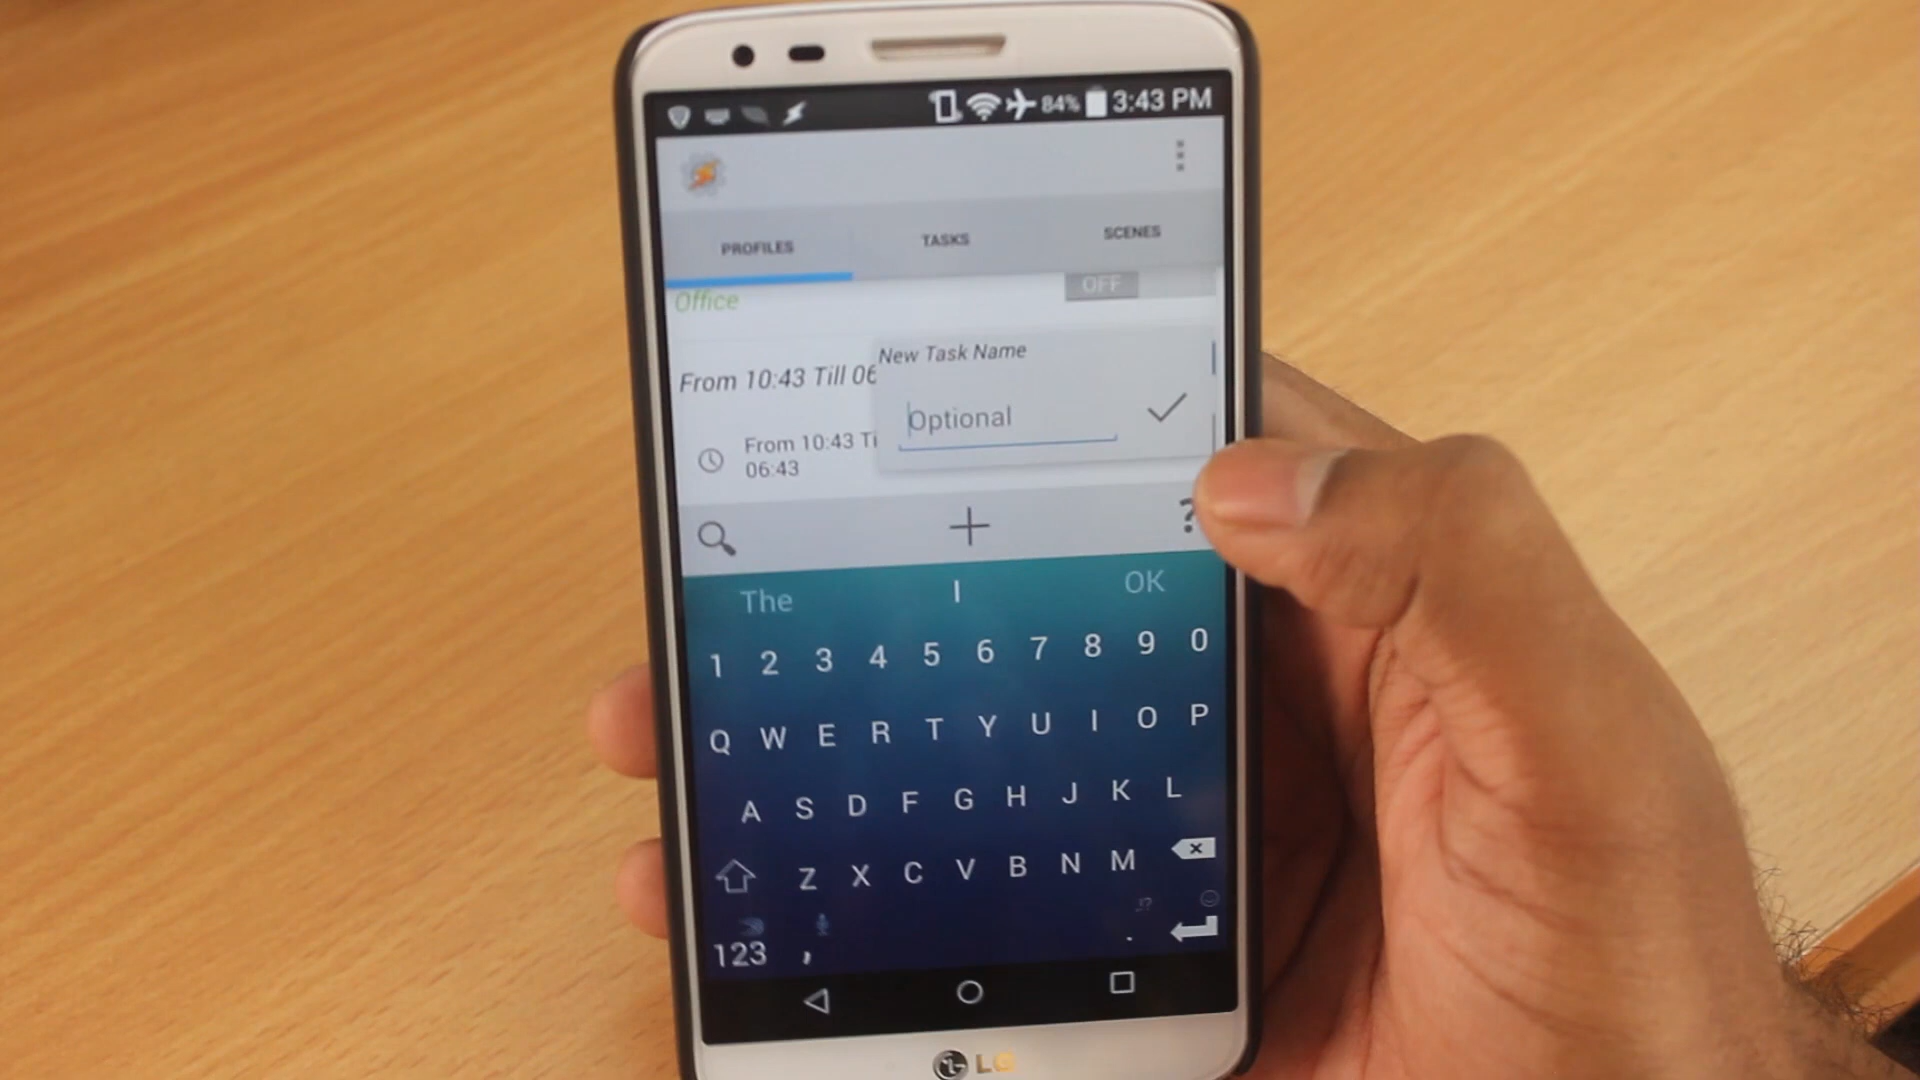 84% 3:43 PM
PROFILES TASKS SCENES
Office OFF
New Task Name
From 10:43 Till 06
Optional
From 10:43 Ti
06:43
?
The I OK
1 2 3 4 5 6 7 8 9 0
Q W E R T Y U I O P
A S D F G H J K L
Z X C V B N M
!?
123 , .
LG